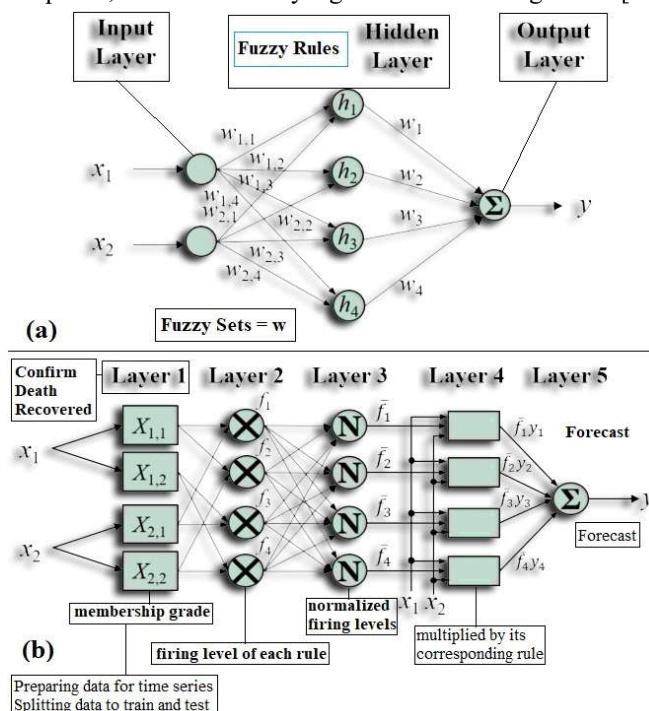 Input
Layer
Fuzzy Rules
Hidden
Layer
Output
Layer
x1
x2
w1,1
w1,2
w1,3
w1,4
w2,1
w2,2
w2,3
w2,4
h1
h2
h3
h4
w1
w2
w3
w4
Σ
y
Fuzzy Sets = w
(a)
Confirm
Death
Recovered
Layer 1
Layer 2
Layer 3
Layer 4
Layer 5
x1
x2
X1,1
X1,2
X2,1
X2,2
f1
f2
f3
f4
N
N
N
N
f̄1
f̄2
f̄3
f̄4
x1 x2
f̄1y1
f̄2y2
f̄3y3
f̄4y4
Forecast
Σ
y
Forecast
membership grade
firing level of each rule
normalized
firing levels
multiplied by its
corresponding rule
(b)
Preparing data for time series
Splitting data to train and test